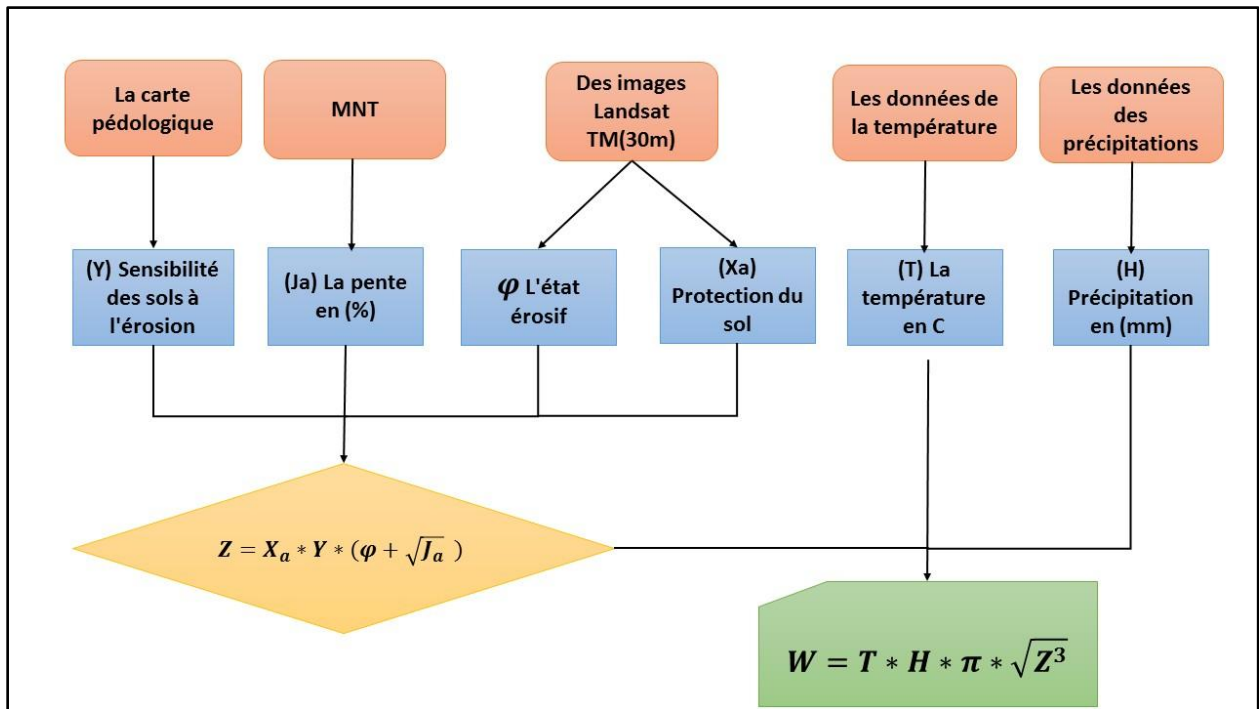 La carte
pédologique
MNT
Des images
Landsat
TM(30m)
Les données de
la température
Les données
des
précipitations
(Y) Sensibilité
des sols à
l'érosion
(Ja) La pente
en (%)
φ L'état
érosif
(Xa)
Protection du
sol
(T) La
température
en C
(H)
Précipitation
en (mm)
Z = Xₐ * Y * (φ + √Jₐ )
W = T * H * π * √Z³